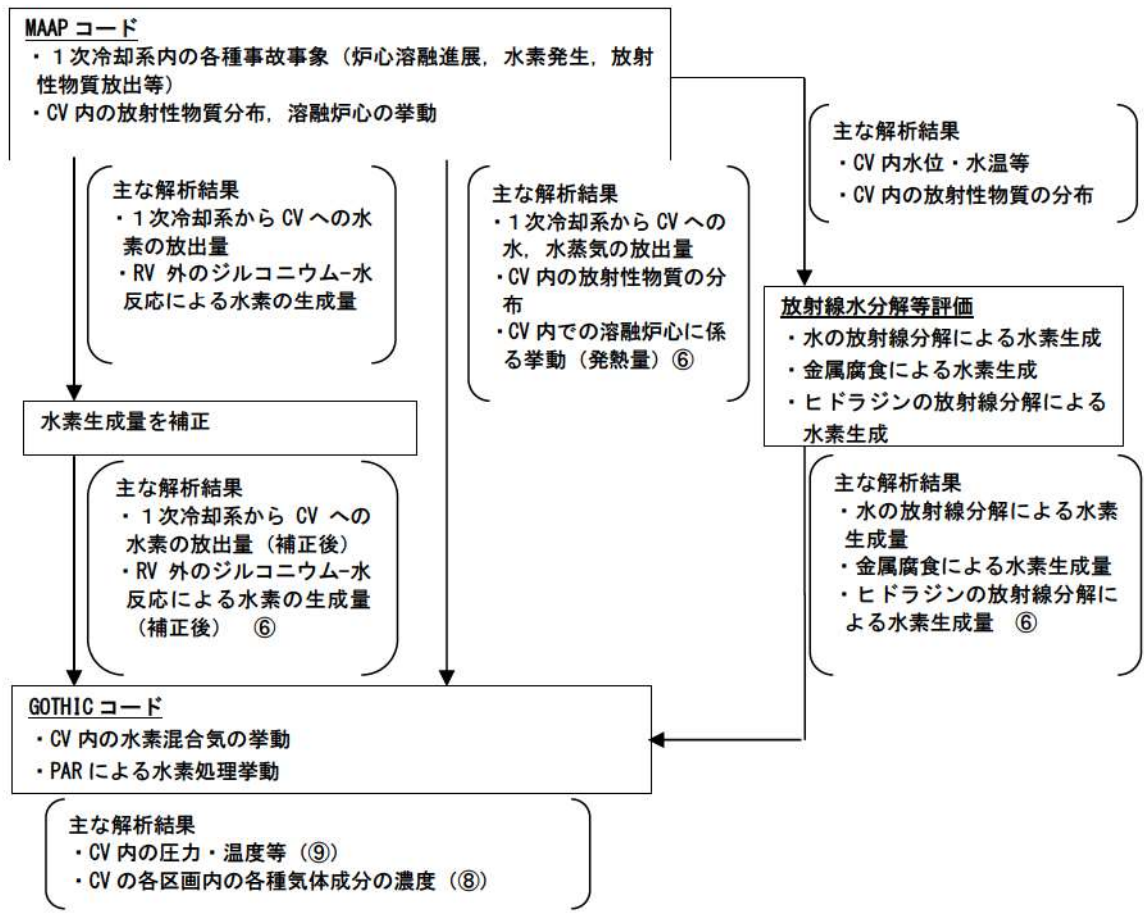 MAAP コード
・１次冷却系内の各種事故事象（炉心溶融進展，水素発生，放射
性物質放出等）
・CV 内の放射性物質分布，溶融炉心の挙動
主な解析結果
・１次冷却系から CV への水
素の放出量
・RV 外のジルコニウム-水
反応による水素の生成量
主な解析結果
・１次冷却系から CV への
水，水蒸気の放出量
・CV 内の放射性物質の分
布
・CV 内での溶融炉心に係
る挙動（発熱量）⑥
主な解析結果
・CV 内水位・水温等
・CV 内の放射性物質の分布
放射線水分解等評価
・水の放射線分解による水素生成
・金属腐食による水素生成
・ヒドラジンの放射線分解による
水素生成
水素生成量を補正
主な解析結果
・１次冷却系から CV への
水素の放出量（補正後）
・RV 外のジルコニウム-水
反応による水素の生成量
（補正後） ⑥
主な解析結果
・水の放射線分解による水素
生成量
・金属腐食による水素生成量
・ヒドラジンの放射線分解に
よる水素生成量 ⑥
GOTHIC コード
・CV 内の水素混合気の挙動
・PAR による水素処理挙動
主な解析結果
・CV 内の圧力・温度等（⑨）
・CV の各区画内の各種気体成分の濃度（⑧）